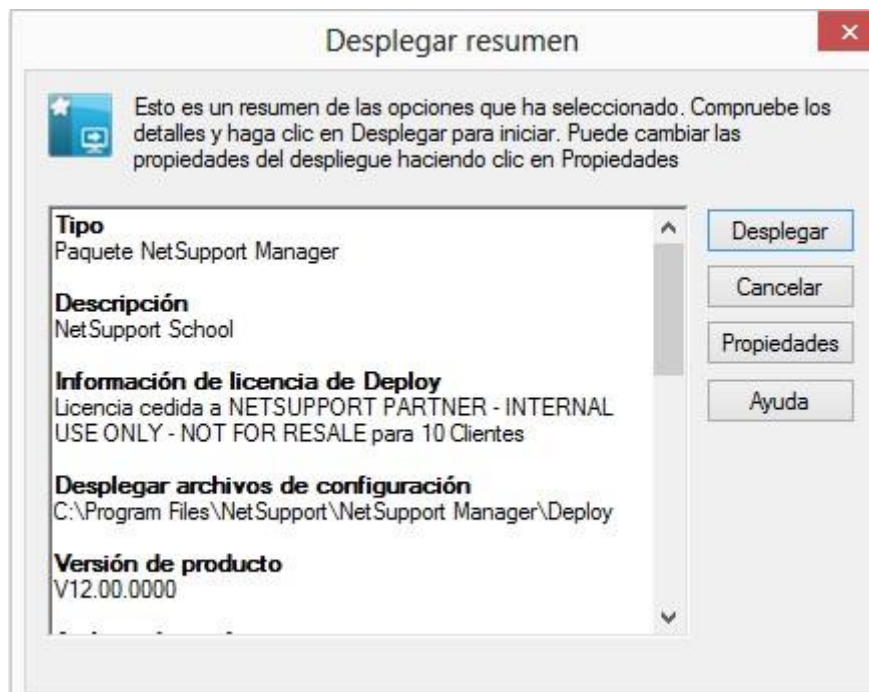 Desplegar resumen
Esto es un resumen de las opciones que ha seleccionado. Compruebe los
detalles y haga clic en Desplegar para iniciar. Puede cambiar las
propiedades del despliegue haciendo clic en Propiedades
Tipo
Paquete NetSupport Manager
Descripción
NetSupport School
Información de licencia de Deploy
Licencia cedida a NETSUPPORT PARTNER - INTERNAL
USE ONLY - NOT FOR RESALE para 10 Clientes
Desplegar archivos de configuración
C:\Program Files\NetSupport\NetSupport Manager\Deploy
Versión de producto
V12.00.0000
Desplegar
Cancelar
Propiedades
Ayuda